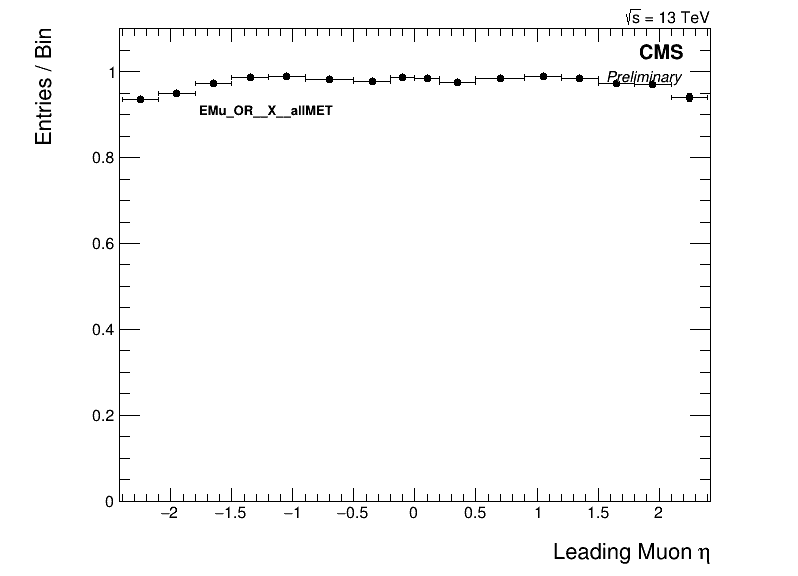 √s = 13 TeV
CMS
Preliminary
Entries / Bin
EMu_OR__X__allMET
1
0.8
0.6
0.4
0.2
0
−2 −1.5 −1 −0.5 0 0.5 1 1.5 2
Leading Muon η